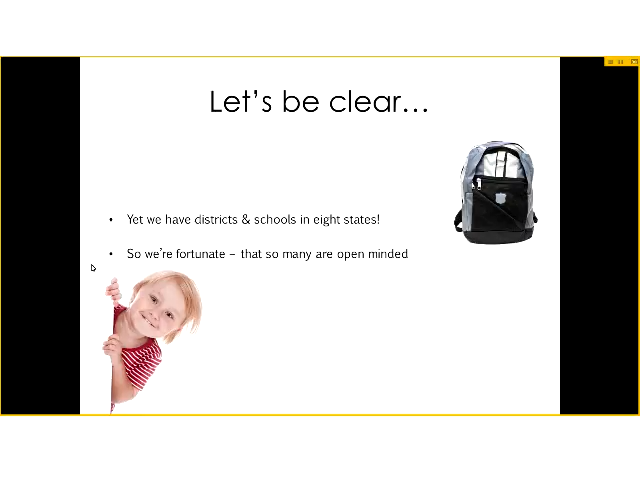 Let's be clear...
• Yet we have districts & schools in eight states!
• So we're fortunate – that so many are open minded